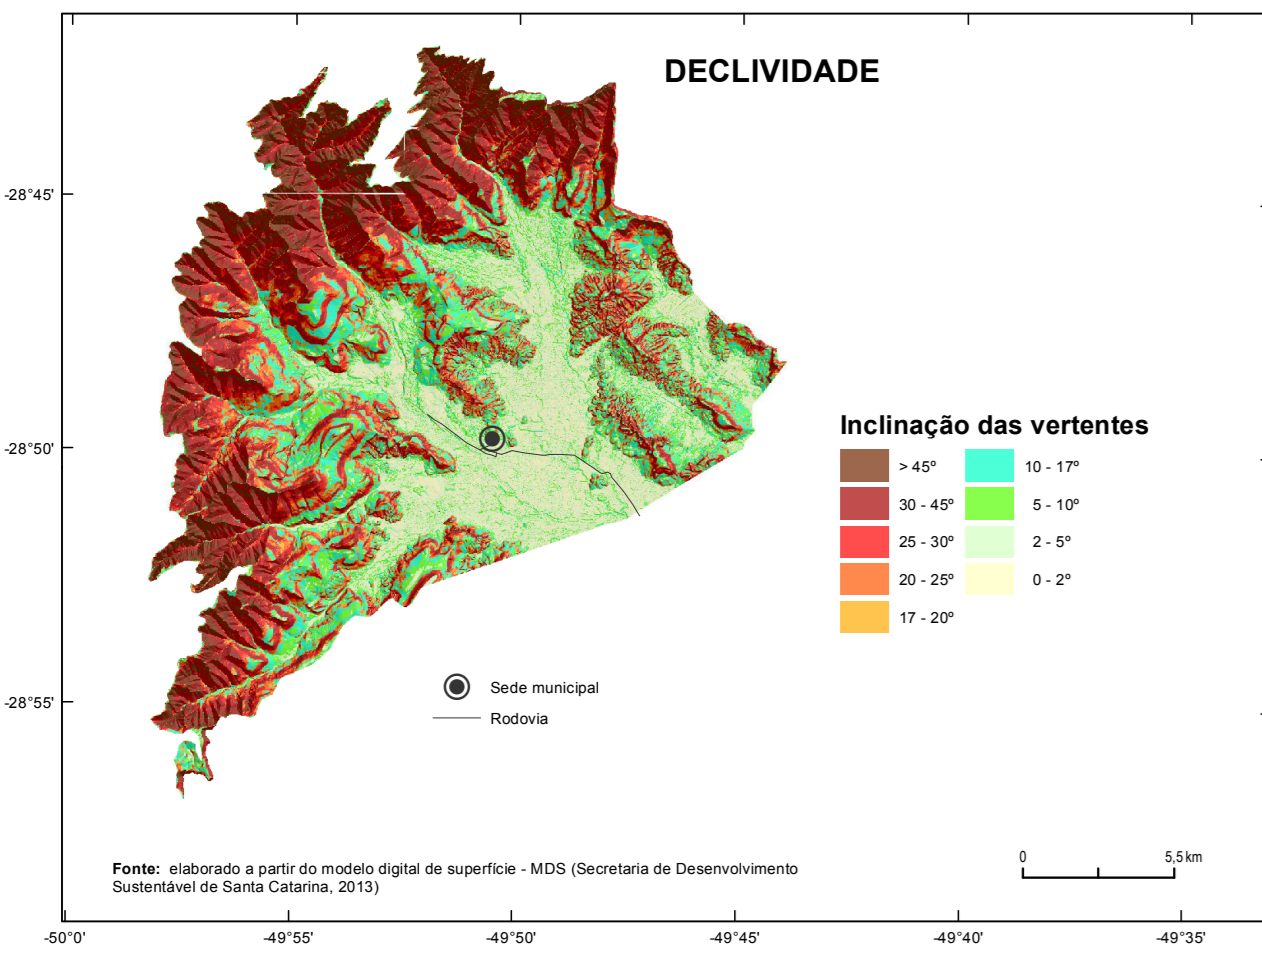 DECLIVIDADE
-28°45'
-28°50'
-28°55'
Inclinação das vertentes
> 45º
10 - 17º
30 - 45º
5 - 10º
25 - 30º
2 - 5º
20 - 25º
0 - 2º
17 - 20º
Sede municipal
Rodovia
Fonte: elaborado a partir do modelo digital de superfície - MDS (Secretaria de Desenvolvimento
Sustentável de Santa Catarina, 2013)
0 5,5 km
-50°0' -49°55' -49°50' -49°45' -49°40' -49°35'